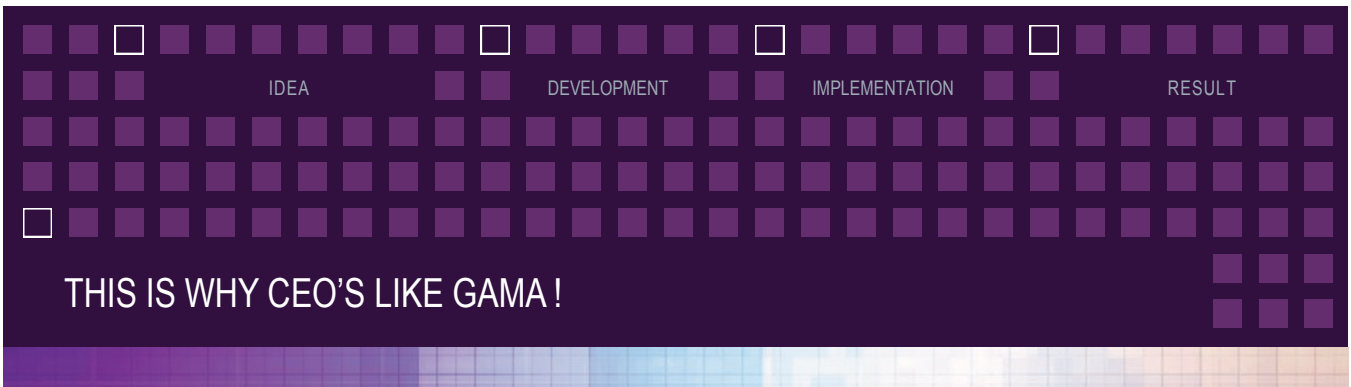 IDEA DEVELOPMENT IMPLEMENTATION RESULT
THIS IS WHY CEO’S LIKE GAMA !